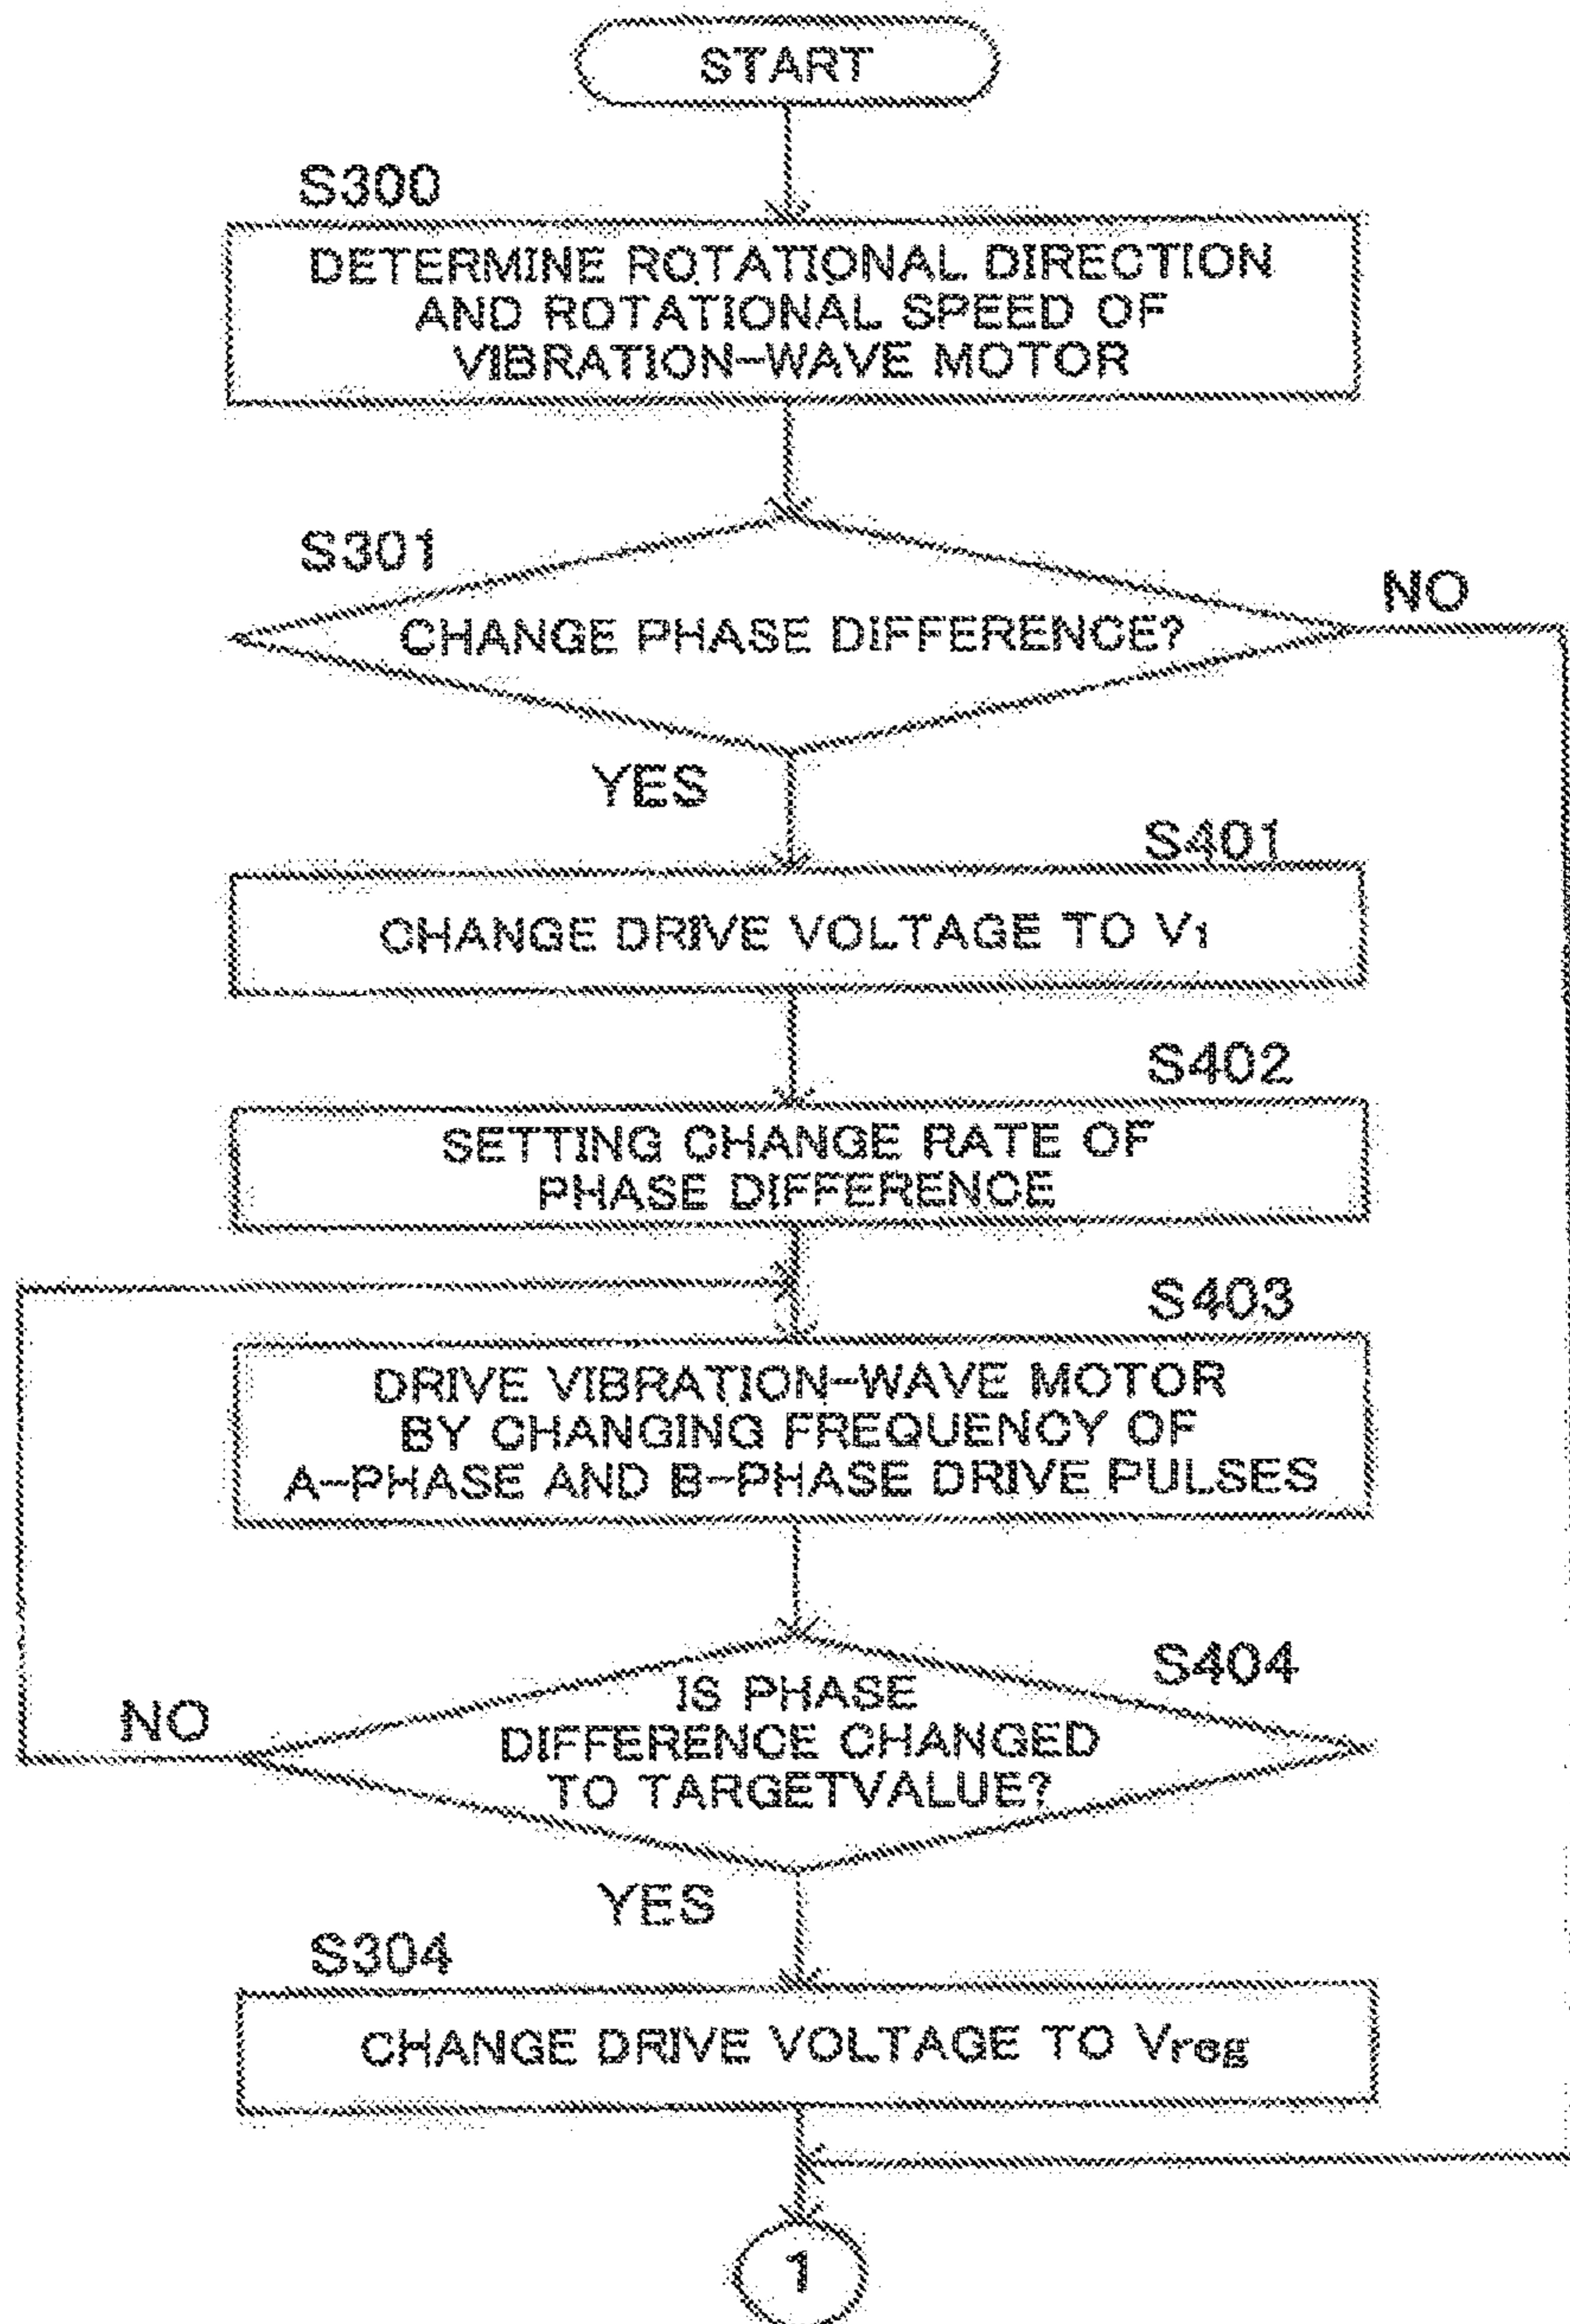 START
S300
DETERMINE ROTATIONAL DIRECTION
AND ROTATIONAL SPEED OF
VIBRATION-WAVE MOTOR
S301
CHANGE PHASE DIFFERENCE?
NO
YES
S401
CHANGE DRIVE VOLTAGE TO V1
S402
SETTING CHANGE RATE OF
PHASE DIFFERENCE
S403
DRIVE VIBRATION-WAVE MOTOR
BY CHANGING FREQUENCY OF
A-PHASE AND B-PHASE DRIVE PULSES
S404
IS PHASE
DIFFERENCE CHANGED
TO TARGETVALUE?
NO
YES
S304
CHANGE DRIVE VOLTAGE TO Vreg
1